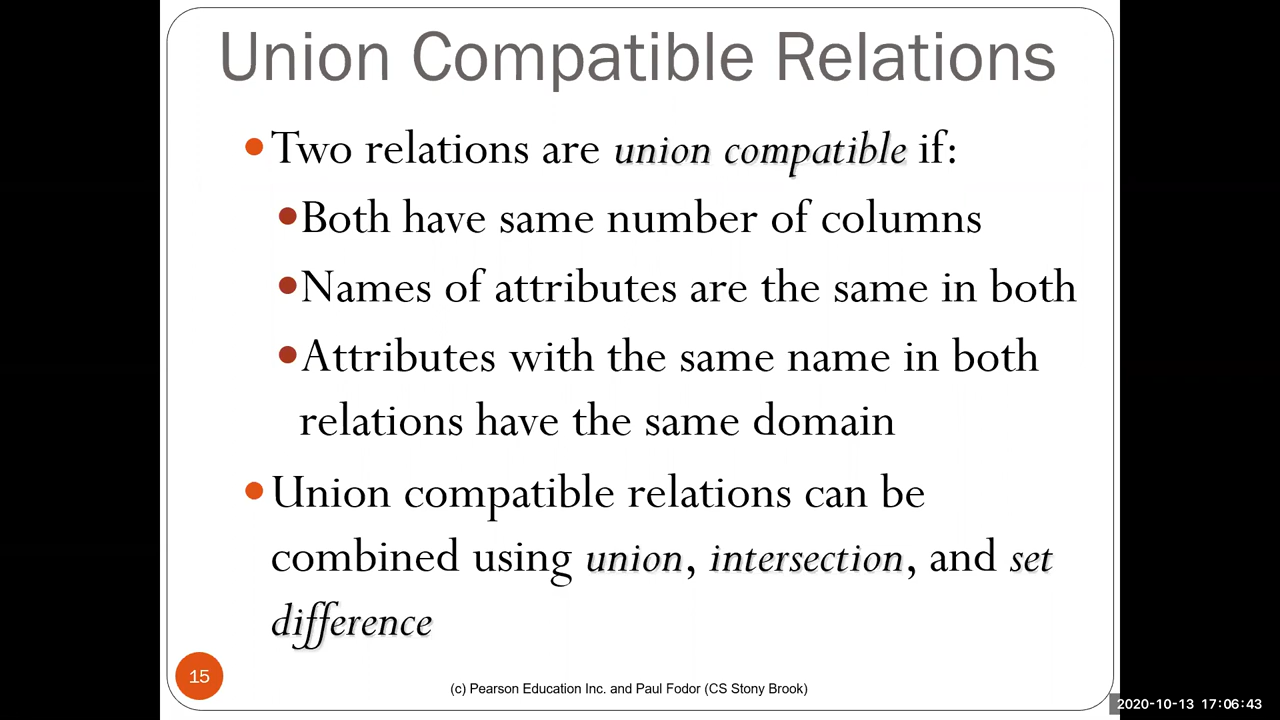 Union Compatible Relations
Two relations are union compatible if:
Both have same number of columns
Names of attributes are the same in both
Attributes with the same name in both
relations have the same domain
Union compatible relations can be
combined using union, intersection, and set
difference
15
(c) Pearson Education Inc. and Paul Fodor (CS Stony Brook)
2020-10-13 17:06:43